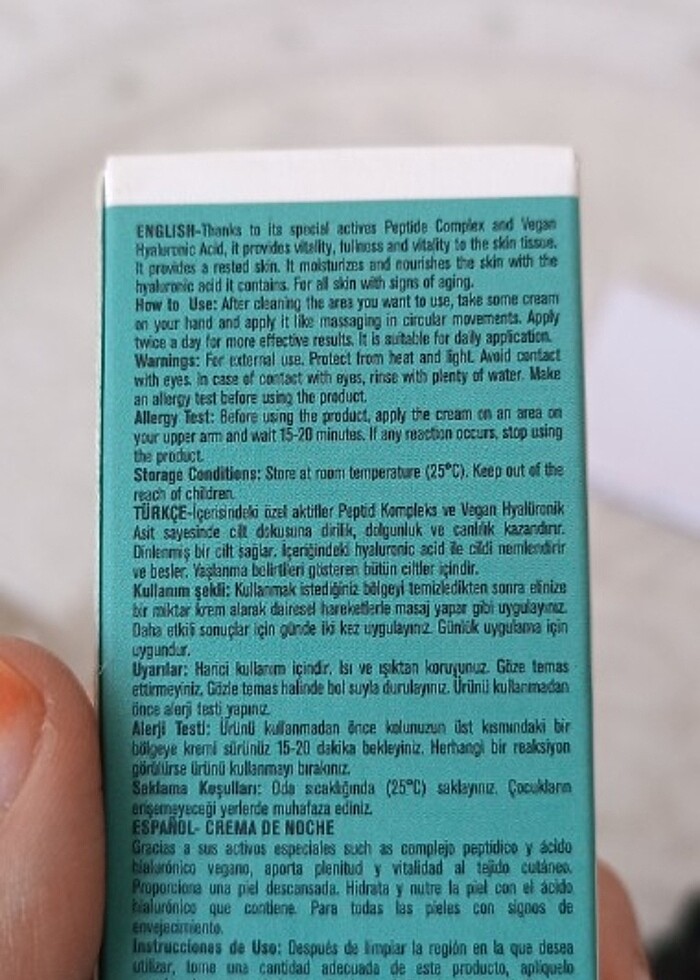 ENGLISH-Thanks to its special actives Peptide Complex and Vegan
Hyaluronic Acid, it provides vitality, fullness and vitality to the skin tissue.
It provides a rested skin. It moisturizes and nourishes the skin with the
hyaluronic acid it contains. For all skin with signs of aging.
How to Use: After cleaning the area you want to use, take some cream
on your hand and apply it like massaging in circular movements. Apply
twice a day for more effective results. It is suitable for daily application.
Warnings: For external use. Protect from heat and light. Avoid contact
with eyes. In case of contact with eyes, rinse with plenty of water. Make
an allergy test before using the product.
Allergy Test: Before using the product, apply the cream on an area on
your upper arm and wait 15-20 minutes. If any reaction occurs, stop using
the product.
Storage Conditions: Store at room temperature (25°C). Keep out of the
reach of children.
TÜRKÇE-İçerisindeki özel aktifler Peptid Kompleks ve Vegan Hyalüronik
Asit sayesinde cilt dokusuna dirilik, dolgunluk ve canlılık kazandırır.
Dinlenmiş bir cilt sağlar. İçeriğindeki hyaluronic acid ile cildi nemlendirir
ve besler. Yaşlanma belirtileri gösteren bütün ciltler içindir.
Kullanım şekli: Kullanmak istediğiniz bölgeyi temizledikten sonra elinize
bir miktar krem alarak dairesel hareketlerle masaj yapar gibi uygulayınız.
Daha etkili sonuçlar için günde iki kez uygulayınız. Günlük uygulama için
uygundur.
Uyarılar: Harici kullanım içindir. Isı ve ışıktan koruyunuz. Göze temas
ettirmeyiniz. Gözle temas halinde bol suyla durulayınız. Ürünü kullanmadan
önce alerji testi yapınız.
Alerji Testi: Ürünü kullanmadan önce kolunuzun üst kısmındaki bir
bölgeye kremi sürünüz 15-20 dakika bekleyiniz. Herhangi bir reaksiyon
görülürse ürünü kullanmayı bırakınız.
Saklama Koşulları: Oda sıcaklığında (25°C) saklayınız. Çocukların
erişemeyeceği yerlerde muhafaza ediniz.
ESPAÑOL- CREMA DE NOCHE
Gracias a sus activos especiales such as complejo peptídico y ácido
hialurónico vegano, aporta plenitud y vitalidad al tejido cutáneo.
Proporciona una piel descansada. Hidrata y nutre la piel con el ácido
hialurónico que contiene. Para todas las pieles con signos de
envejecimiento.
Instrucciones de Uso: Después de limpiar la región en la que desea
utilizar, tome una cantidad adecuada de este producto, aplíquelo